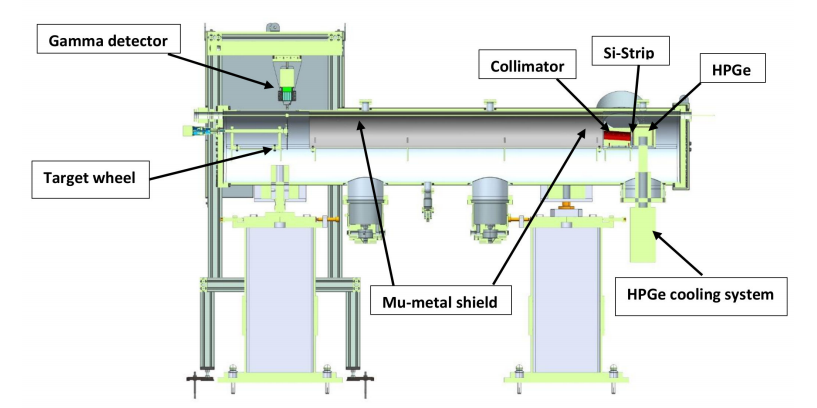 Gamma detector
Si-Strip
Collimator
HPGe
Target wheel
Mu-metal shield
HPGe cooling system